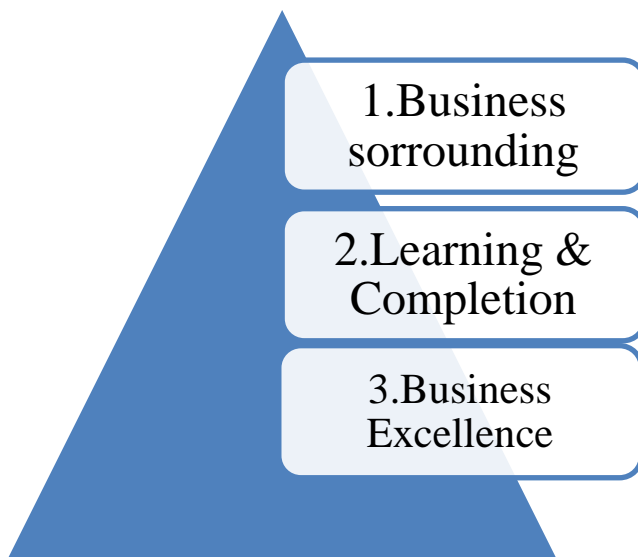 1.Business
sorrounding
2.Learning &
Completion
3.Business
Excellence